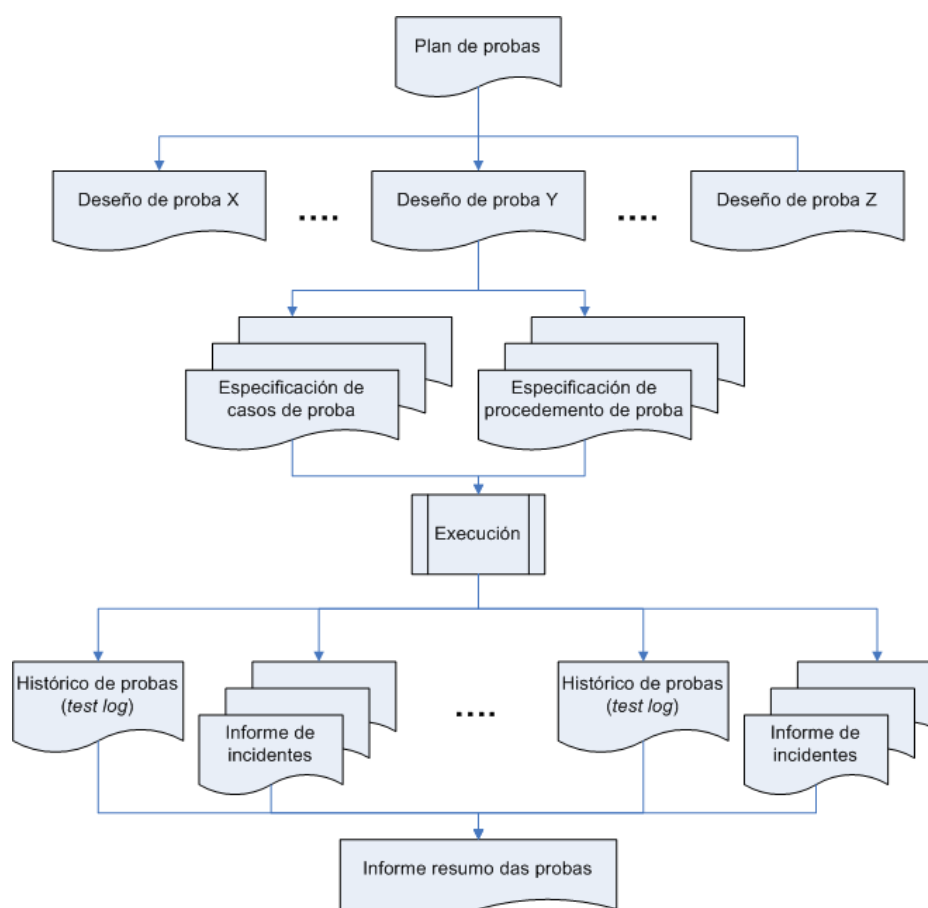 Plan de probas
Deseño de proba X
....
Deseño de proba Y
....
Deseño de proba Z
Especificación de
casos de proba
Especificación de
procedemento de proba
Execución
Histórico de probas
(test log)
Informe de
incidentes
....
Histórico de probas
(test log)
Informe de
incidentes
Informe resumo das probas